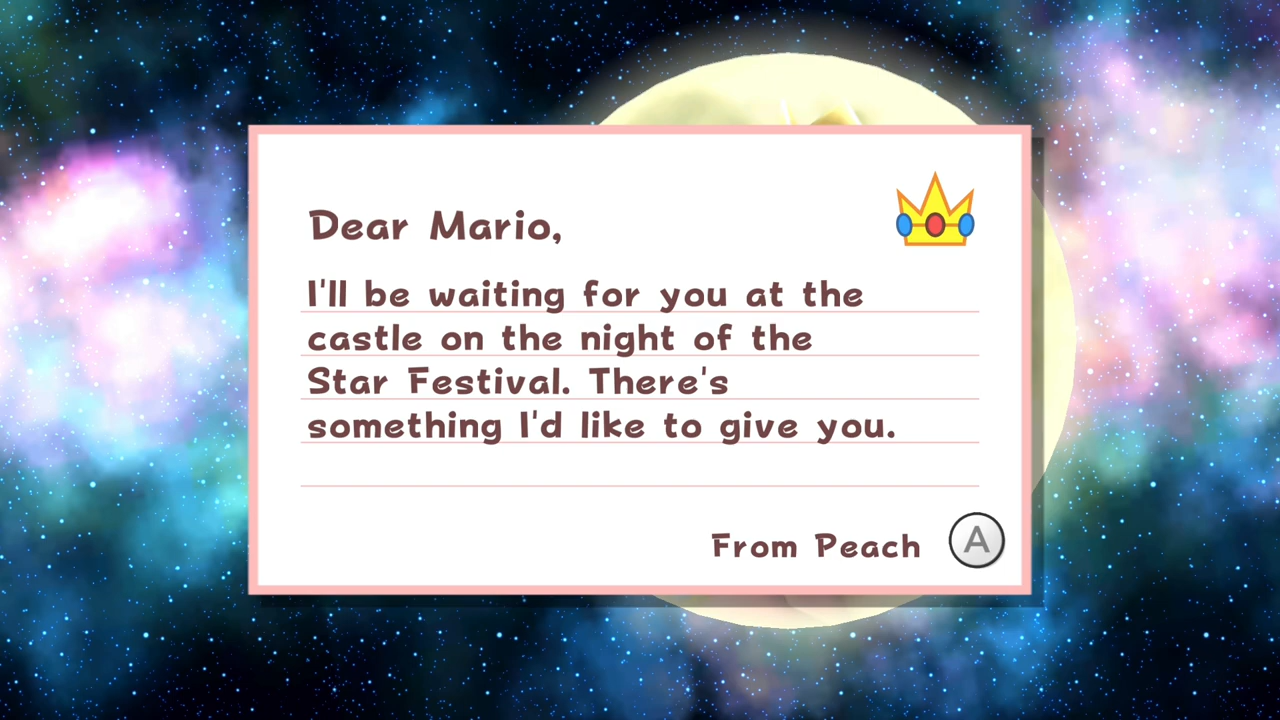 Dear Mario,
I'll be waiting for you at the
castle on the night of the
Star Festival. There's
something I'd like to give you.
From Peach
A